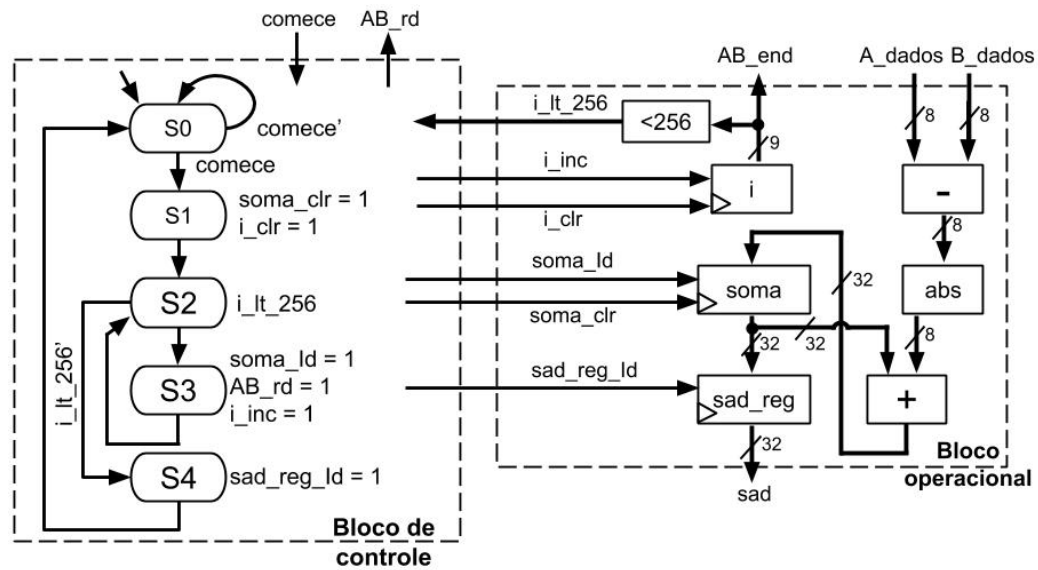 comece
AB_rd
S0
comece'
comece
S1
soma_clr = 1
i_clr = 1
S2
i_lt_256
i_lt_256'
S3
soma_ld = 1
AB_rd = 1
i_inc = 1
S4
sad_reg_ld = 1
Bloco de
controle
AB_end
A_dados
B_dados
i_lt_256
<256
8
8
9
i_inc
i
-
i_clr
8
soma_ld
soma
32
abs
soma_clr
32
32
8
sad_reg_ld
sad_reg
+
32
sad
Bloco
operacional